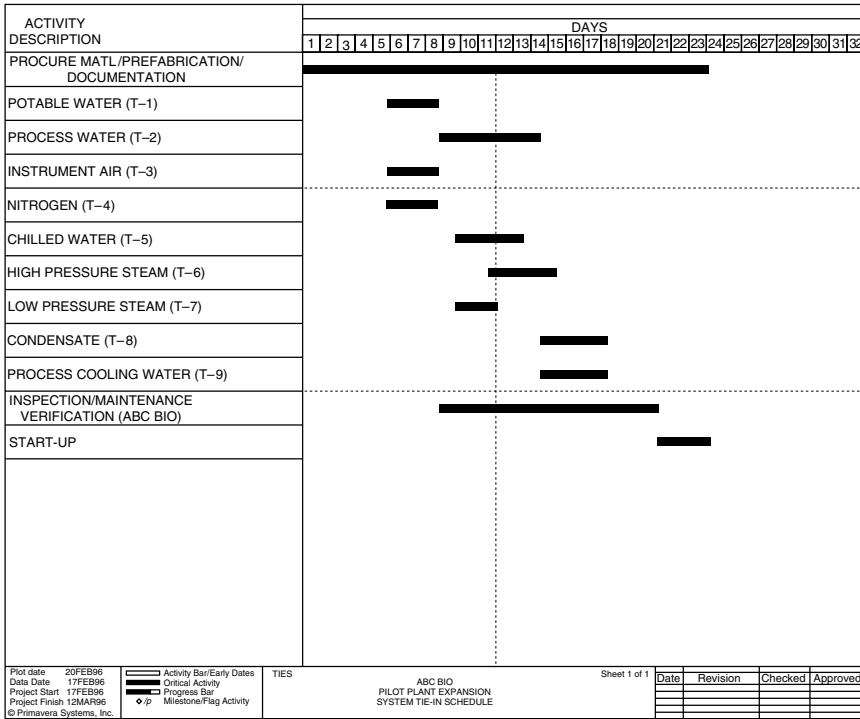 ACTIVITY
DESCRIPTION
DAYS
1 2 3 4 5 6 7 8 9 10 11 12 13 14 15 16 17 18 19 20 21 22 23 24 25 26 27 28 29 30 31 32
PROCURE MATL/PREFABRICATION/
DOCUMENTATION
POTABLE WATER (T–1)
PROCESS WATER (T–2)
INSTRUMENT AIR (T–3)
NITROGEN (T–4)
CHILLED WATER (T–5)
HIGH PRESSURE STEAM (T–6)
LOW PRESSURE STEAM (T–7)
CONDENSATE (T–8)
PROCESS COOLING WATER (T–9)
INSPECTION/MAINTENANCE
VERIFICATION (ABC BIO)
START-UP
Plot date 20FEB96
Data Date 17FEB96
Project Start 17FEB96
Project Finish 12MAR96
© Primavera Systems, Inc.
Activity Bar/Early Dates
Oritical Activity
Progress Bar
/p Milestone/Flag Activity
TIES
ABC BIO
PILOT PLANT EXPANSION
SYSTEM TIE-IN SCHEDULE
Sheet 1 of 1
Date Revision Checked Approved